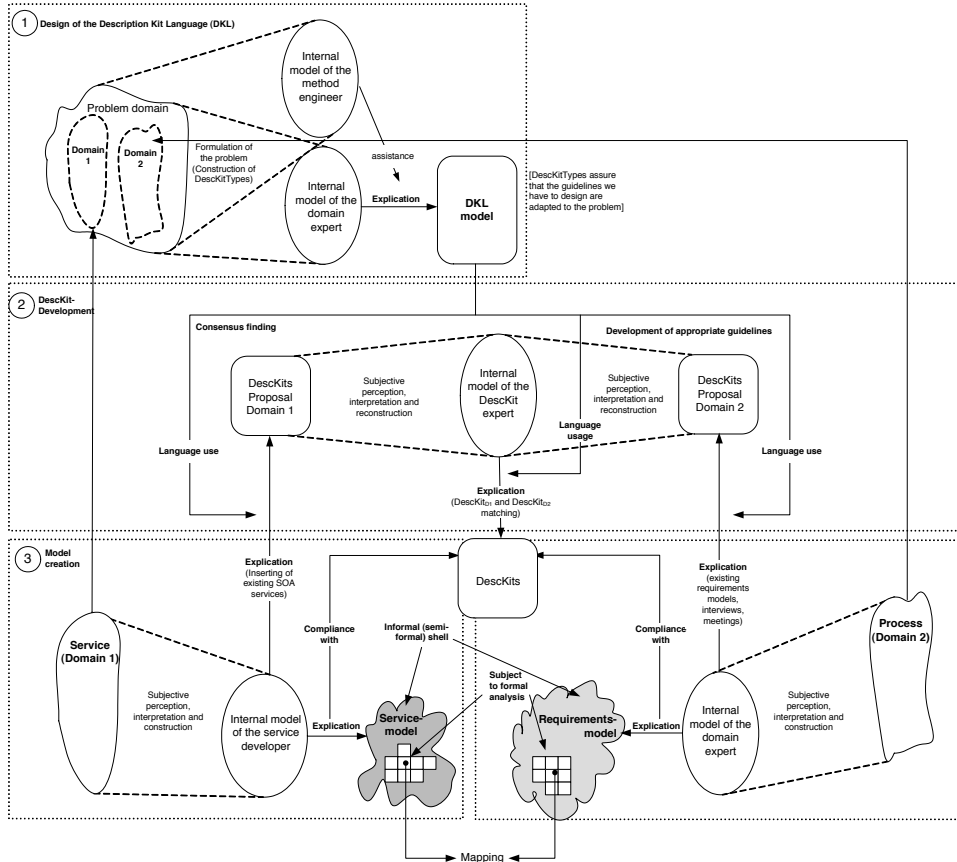 1
Design of the Description Kit Language (DKL)
Internal
model of the
method
engineer
Problem domain
Domain
1
Domain
2
Formulation of
the problem
(Construction of
DescKitTypes)
assistance
Internal
model of the
domain
expert
Explication
DKL
model
[DescKitTypes assure
that the guidelines we
have to design are
adapted to the problem]
2
DescKit-
Development
Consensus finding
Development of appropriate guidelines
DescKits
Proposal
Domain 1
Subjective
perception,
interpretation and
reconstruction
Internal
model of the
DescKit
expert
Subjective
perception,
interpretation and
reconstruction
DescKits
Proposal
Domain 2
Language
usage
Language use
Language use
Explication
(DescKitD1 and DescKitD2
matching)
3
Model
creation
DescKits
Explication
(Inserting of
existing SOA
services)
Explication
(existing
requirements
models,
interviews,
meetings)
Service
(Domain 1)
Compliance
with
Informal (semi-
formal) shell
Compliance
with
Process
(Domain 2)
Subject
to formal
analysis
Subjective
perception,
interpretation and
construction
Internal model
of the service
developer
Explication
Service-
model
Requirements-
model
Explication
Internal
model of the
domain
expert
Subjective
perception,
interpretation and
construction
Mapping